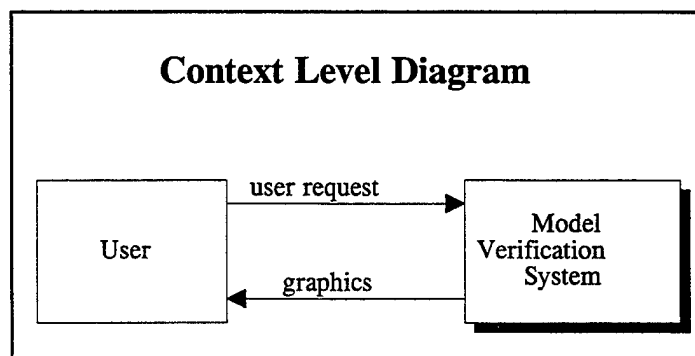 Context Level Diagram
user request
User
Model
Verification
System
graphics